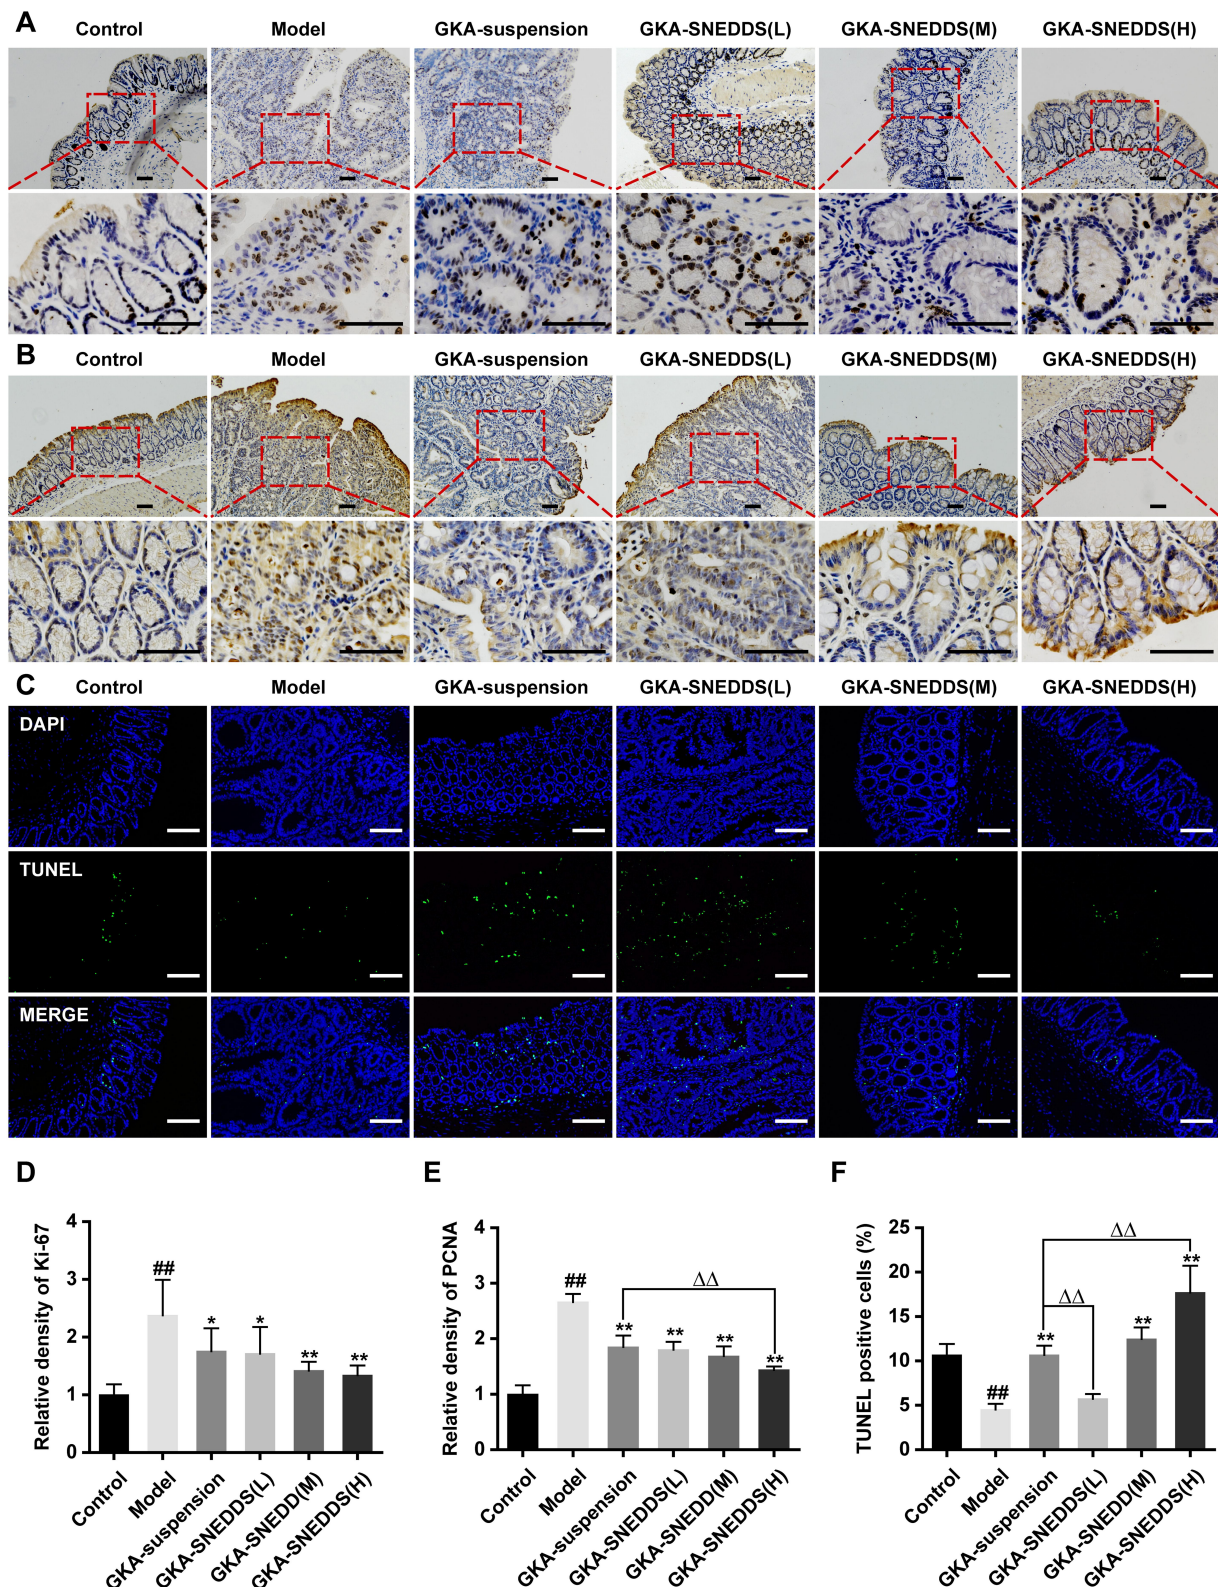 A
Control Model GKA-suspension GKA-SNEDDS(L) GKA-SNEDDS(M) GKA-SNEDDS(H)
B
Control Model GKA-suspension GKA-SNEDDS(L) GKA-SNEDDS(M) GKA-SNEDDS(H)
C
Control Model GKA-suspension GKA-SNEDDS(L) GKA-SNEDDS(M) GKA-SNEDDS(H)
DAPI
TUNEL
MERGE
D
Relative density of Ki-67
4
3
2
1
0
##
*
*
**
**
Control
Model
GKA-suspension
GKA-SNEDDS(L)
GKA-SNEDD(M)
GKA-SNEDDS(H)
E
Relative density of PCNA
4
3
2
1
0
##
**
**
**
**
ΔΔ
Control
Model
GKA-suspension
GKA-SNEDDS(L)
GKA-SNEDD(M)
GKA-SNEDDS(H)
F
TUNEL positive cells (%)
25
20
15
10
5
0
##
**
**
**
ΔΔ
ΔΔ
Control
Model
GKA-suspension
GKA-SNEDDS(L)
GKA-SNEDD(M)
GKA-SNEDDS(H)